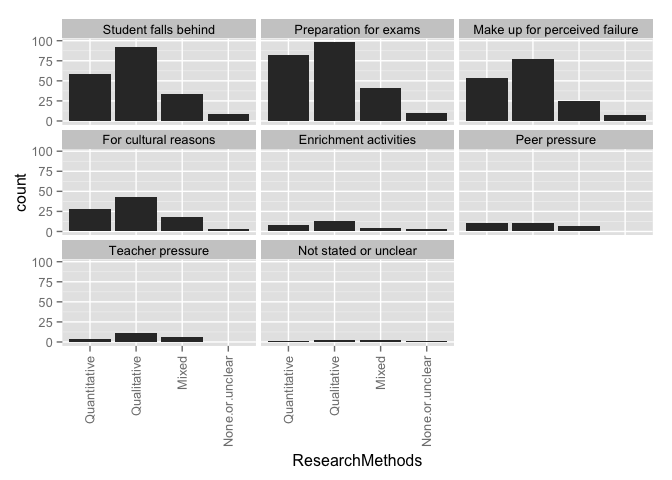 Student falls behind
Preparation for exams
Make up for perceived failure
100
75
50
25
0
For cultural reasons
Enrichment activities
Peer pressure
100
75
50
25
0
Teacher pressure
Not stated or unclear
100
75
50
25
0
count
Quantitative
Qualitative
Mixed
None.or.unclear
Quantitative
Qualitative
Mixed
None.or.unclear
ResearchMethods